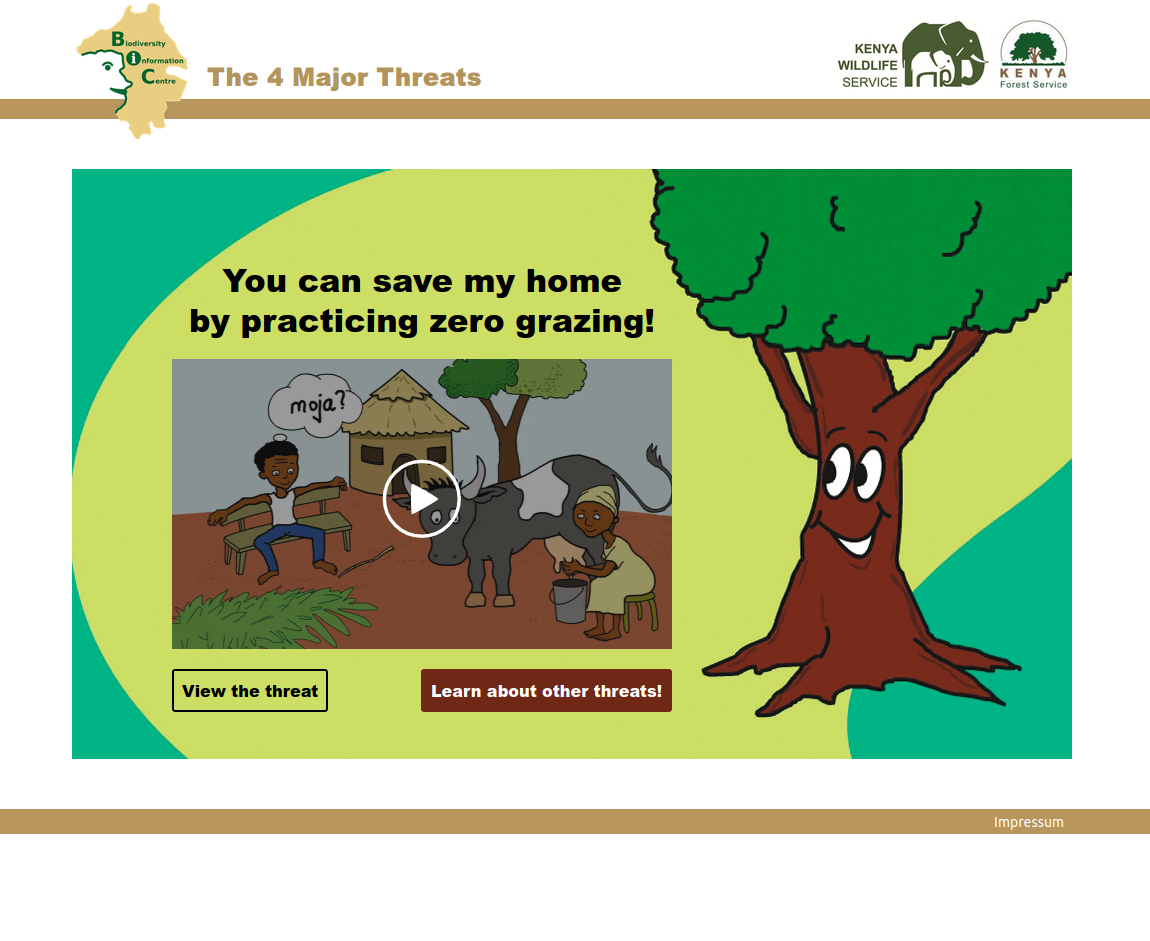 Biodiversity
Information
Centre
The 4 Major Threats
KENYA
WILDLIFE
SERVICE
KENYA
Forest Service
You can save my home
by practicing zero grazing!
moja?
View the threat
Learn about other threats!
Impressum